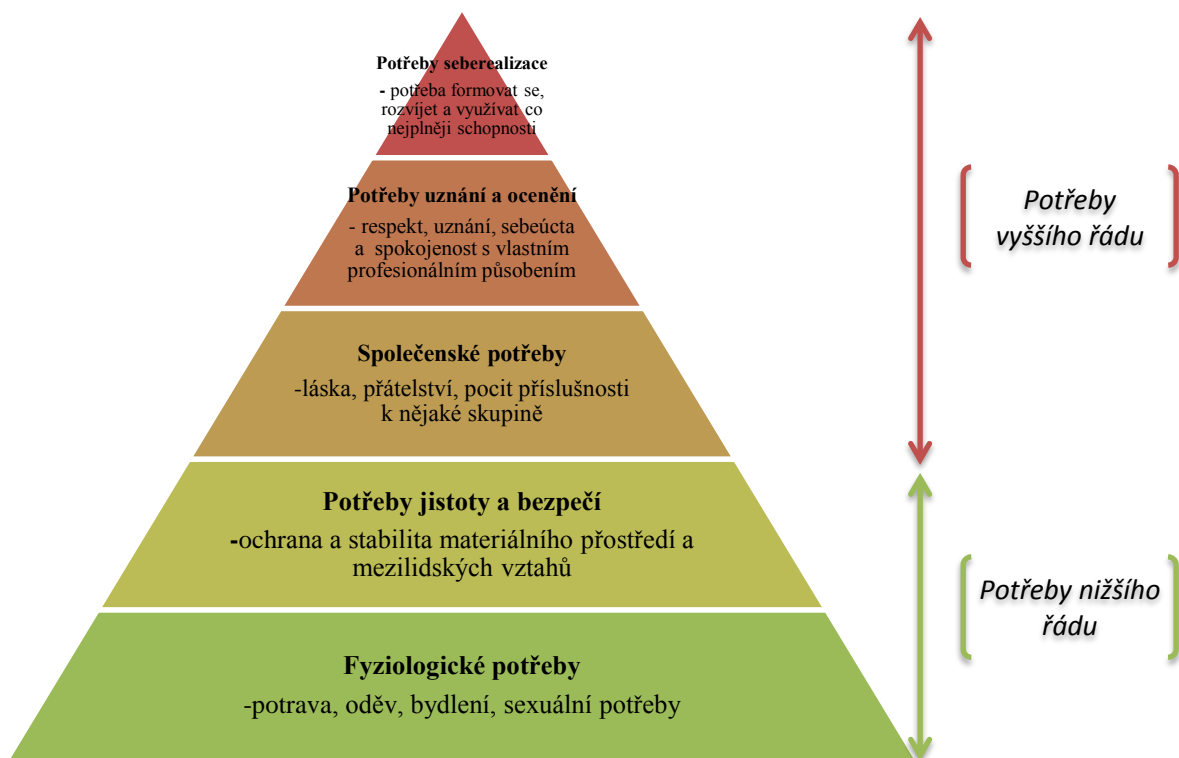 Potřeby seberealizace
- potřeba formovat se,
rozvíjet a využívat co
nejplněji schopnosti
Potřeby uznání a ocenění
- respekt, uznání, sebeúcta
a spokojenost s vlastním
profesionálním působením
Společenské potřeby
-láska, přátelství, pocit příslušnosti
k nějaké skupině
Potřeby jistoty a bezpečí
-ochrana a stabilita materiálního prostředí a
mezilidských vztahů
Fyziologické potřeby
-potrava, oděv, bydlení, sexuální potřeby
Potřeby
vyššího řádu
Potřeby nižšího
řádu